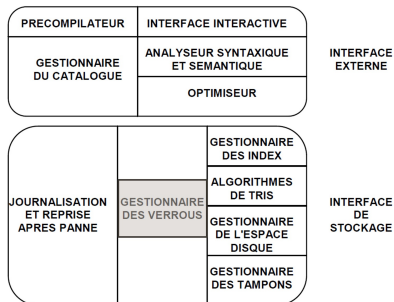 PRECOMPILATEUR
INTERFACE INTERACTIVE
GESTIONNAIRE
DU CATALOGUE
ANALYSEUR SYNTAXIQUE
ET SEMANTIQUE
OPTIMISEUR
INTERFACE
EXTERNE
JOURNALISATION
ET REPRISE
APRES PANNE
GESTIONNAIRE
DES VERROUS
GESTIONNAIRE
DES INDEX
ALGORITHMES
DE TRIS
GESTIONNAIRE
DE L'ESPACE
DISQUE
GESTIONNAIRE
DES TAMPONS
INTERFACE
DE
STOCKAGE